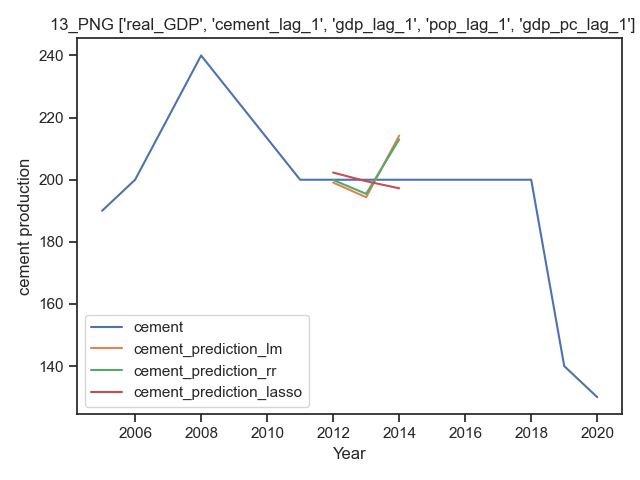 13_PNG ['real_GDP', 'cement_lag_1', 'gdp_lag_1', 'pop_lag_1', 'gdp_pc_lag_1']
240
220
200
180
160
140
cement production
cement
cement_prediction_lm
cement_prediction_rr
cement_prediction_lasso
2006 2008 2010 2012 2014 2016 2018 2020
Year